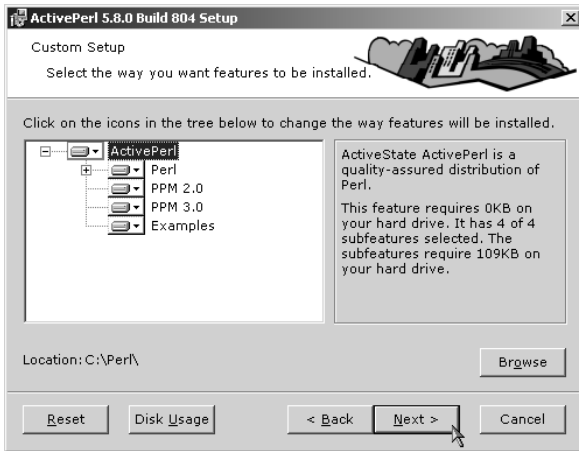 ActivePerl 5.8.0 Build 804 Setup
Custom Setup
Select the way you want features to be installed.
Click on the icons in the tree below to change the way features will be installed.
ActivePerl
Perl
PPM 2.0
PPM 3.0
Examples
ActiveState ActivePerl is a
quality-assured distribution of
Perl.
This feature requires 0KB on
your hard drive. It has 4 of 4
subfeatures selected. The
subfeatures require 109KB on
your hard drive.
Location: C:\Perl\
Browse
Reset Disk Usage < Back Next > Cancel